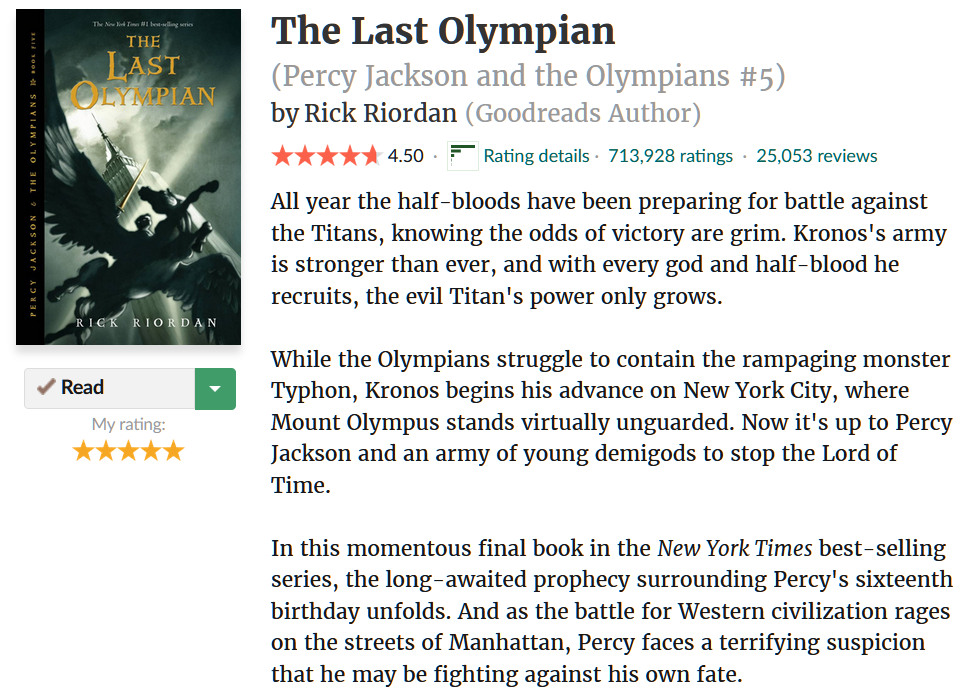 The New York Times #1 best-selling series
THE
LAST
OLYMPIAN
PERCY JACKSON & THE OLYMPIANS BOOK FIVE
RICK RIORDAN
Read
My rating:
The Last Olympian
(Percy Jackson and the Olympians #5)
by Rick Riordan (Goodreads Author)
4.50 · Rating details · 713,928 ratings · 25,053 reviews
All year the half-bloods have been preparing for battle against
the Titans, knowing the odds of victory are grim. Kronos's army
is stronger than ever, and with every god and half-blood he
recruits, the evil Titan's power only grows.
While the Olympians struggle to contain the rampaging monster
Typhon, Kronos begins his advance on New York City, where
Mount Olympus stands virtually unguarded. Now it's up to Percy
Jackson and an army of young demigods to stop the Lord of
Time.
In this momentous final book in the New York Times best-selling
series, the long-awaited prophecy surrounding Percy's sixteenth
birthday unfolds. And as the battle for Western civilization rages
on the streets of Manhattan, Percy faces a terrifying suspicion
that he may be fighting against his own fate.